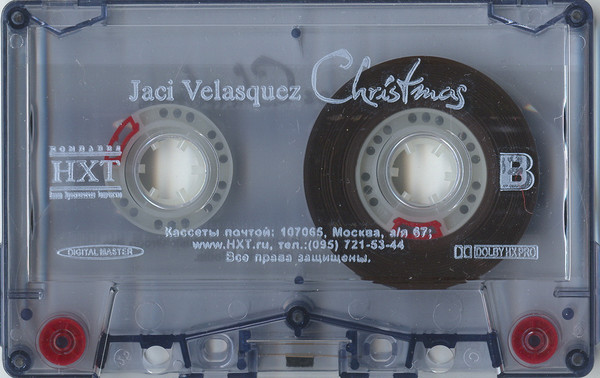 Jaci Velasquez Christmas
HXT
B
Кассеты почтой: 107065, Москва, а/я 67;
www.HXT.ru, тел.:(095) 721-53-44
Все права защищены.
DIGITAL MASTER
DOLBY HX PRO